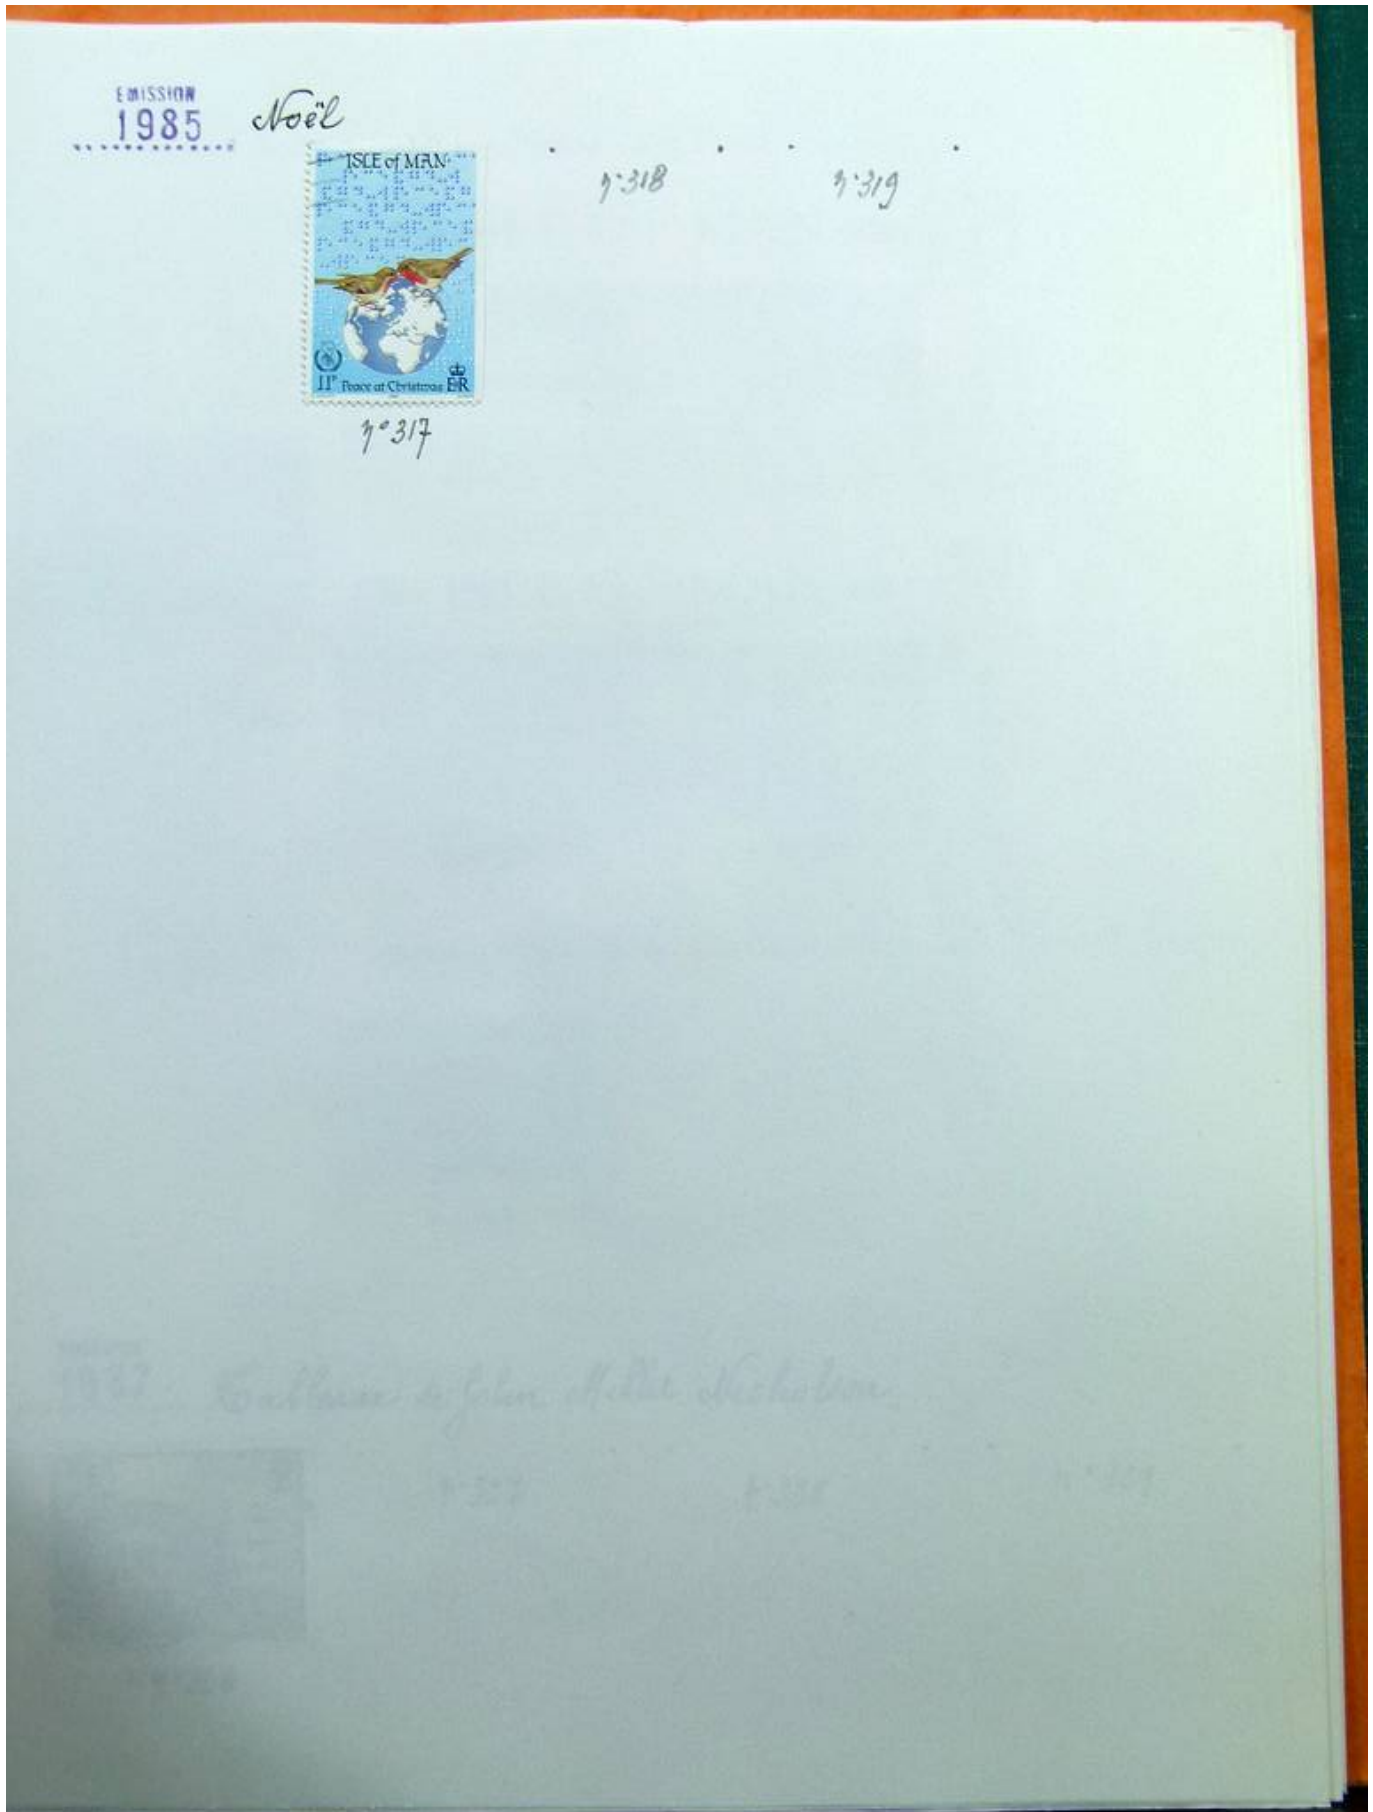 EMISSION
1985 Noël
ISLE of MAN
11P Peace at Christmas ER
n°318
n°319
n°317